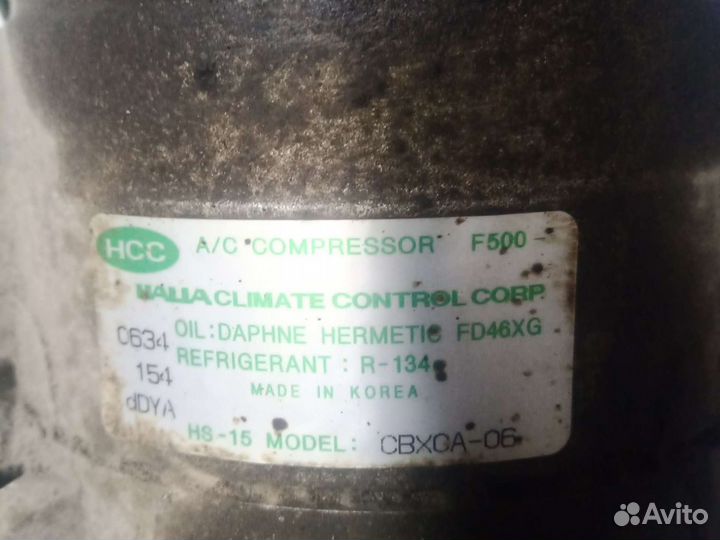 HCC A/C COMPRESSOR F500-
HALLA CLIMATE CONTROL CORP.
0634 OIL:DAPHNE HERMETIC FD46XG
154 REFRIGERANT : R-134a
MADE IN KOREA
dDYA
HS-15 MODEL: CBXCA-06
Avito